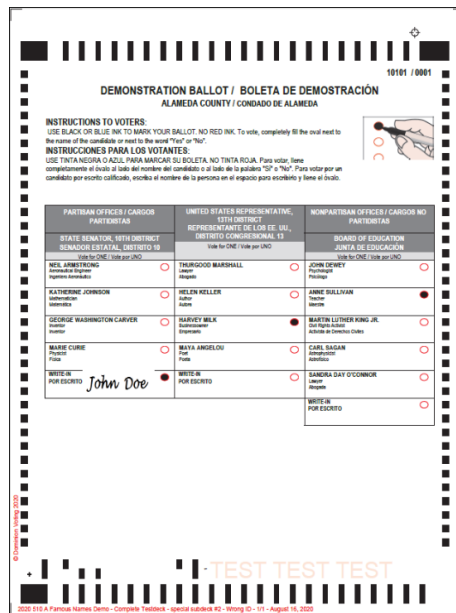 10101 / 0001
DEMONSTRATION BALLOT / BOLETA DE DEMOSTRACIÓN
ALAMEDA COUNTY / CONDADO DE ALAMEDA
INSTRUCTIONS TO VOTERS:
USE BLACK OR BLUE INK TO MARK YOUR BALLOT. NO RED INK. To vote, completely fill the oval next to
the name of the candidate or next to the word "Yes" or "No".
INSTRUCCIONES PARA LOS VOTANTES:
USE TINTA NEGRA O AZUL PARA MARCAR SU BOLETA. NO TINTA ROJA. Para votar, llene
completamente el óvalo al lado del nombre del candidato o al lado de la palabra "Sí" o "No". Para votar por un
candidato por escrito calificado, escriba el nombre de la persona en el espacio para escribirlo y llene el óvalo.
PARTISAN OFFICES / CARGOS
PARTIDISTAS
STATE SENATOR, 10TH DISTRICT
SENADOR ESTATAL, DISTRITO 10
Vote for ONE / Vote por UNO
NEIL ARMSTRONG
Aeronautical Engineer
Ingeniero Aeronáutico
KATHERINE JOHNSON
Mathematician
Matemática
GEORGE WASHINGTON CARVER
Inventor
Inventor
MARIE CURIE
Physicist
Física
WRITE-IN
POR ESCRITO
John Doe
UNITED STATES REPRESENTATIVE,
13TH DISTRICT
REPRESENTANTE DE LOS EE. UU.,
DISTRITO CONGRESIONAL 13
Vote for ONE / Vote por UNO
THURGOOD MARSHALL
Lawyer
Abogado
HELEN KELLER
Author
Autora
HARVEY MILK
Businessowner
Empresario
MAYA ANGELOU
Poet
Poeta
WRITE-IN
POR ESCRITO
NONPARTISAN OFFICES / CARGOS NO
PARTIDISTAS
BOARD OF EDUCATION
JUNTA DE EDUCACIÓN
Vote for ONE / Vote por UNO
JOHN DEWEY
Psychologist
Psicólogo
ANNE SULLIVAN
Teacher
Maestra
MARTIN LUTHER KING JR.
Civil Rights Activist
Activista de Derechos Civiles
CARL SAGAN
Astrophysicist
Astrofísico
SANDRA DAY O'CONNOR
Lawyer
Abogada
WRITE-IN
POR ESCRITO
© Dominion Voting 2020
TEST TEST TEST
2020 510 A Famous Names Demo - Complete Testdeck - special subdeck #2 - Wrong ID - 1/1 - August 16, 2020